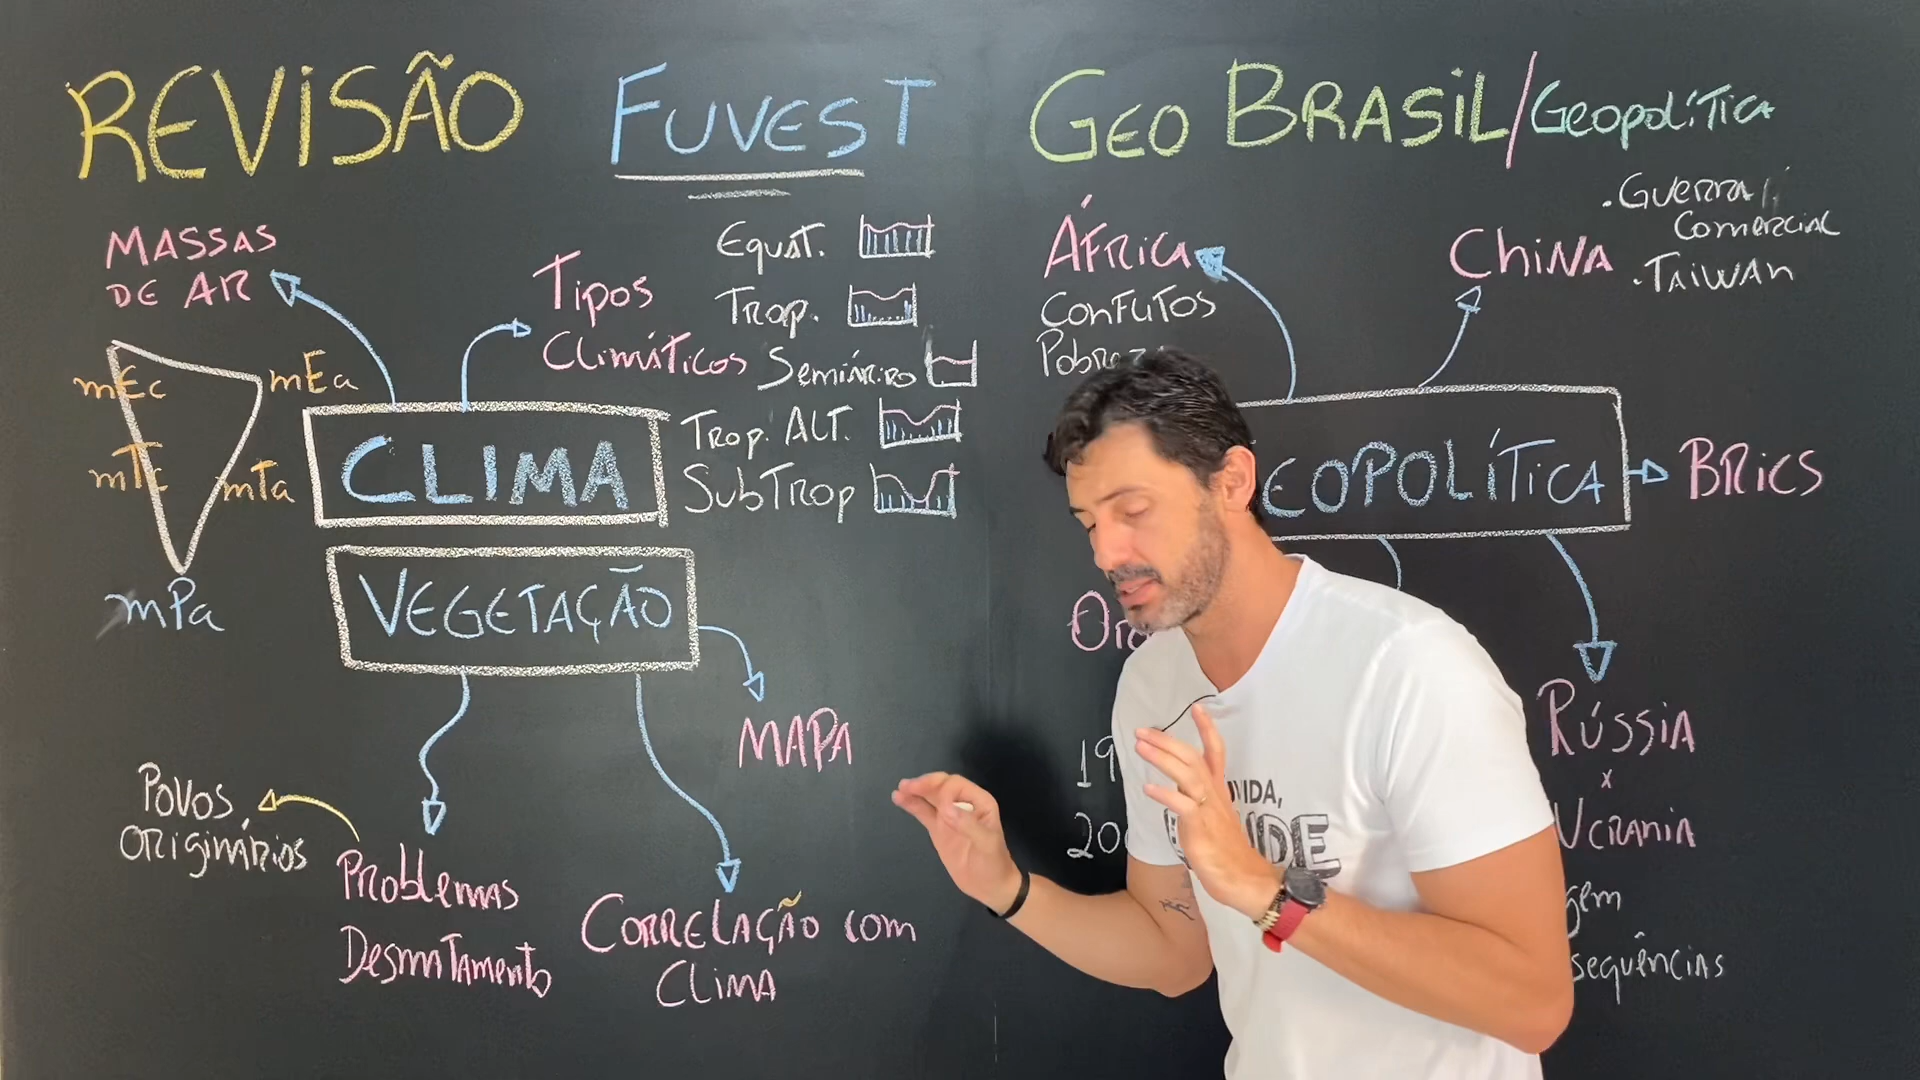 REVISÃO
FUVEST
GEO BRASIL/Geopolítica
MASSAS
DE AR
mEc
mEa
mTc
mTa
mPa
Tipos
Climáticos
Equat.
Trop.
Semiárido
Trop. ALT.
SubTrop
CLIMA
VEGETAÇÃO
MAPA
Povos
Originários
Problemas
Desmatamento
Correlação com
Clima
África
Conflitos
China
. Guerra
Comercial
. Taiwan
BRICS
Rússia
x
Ucrania